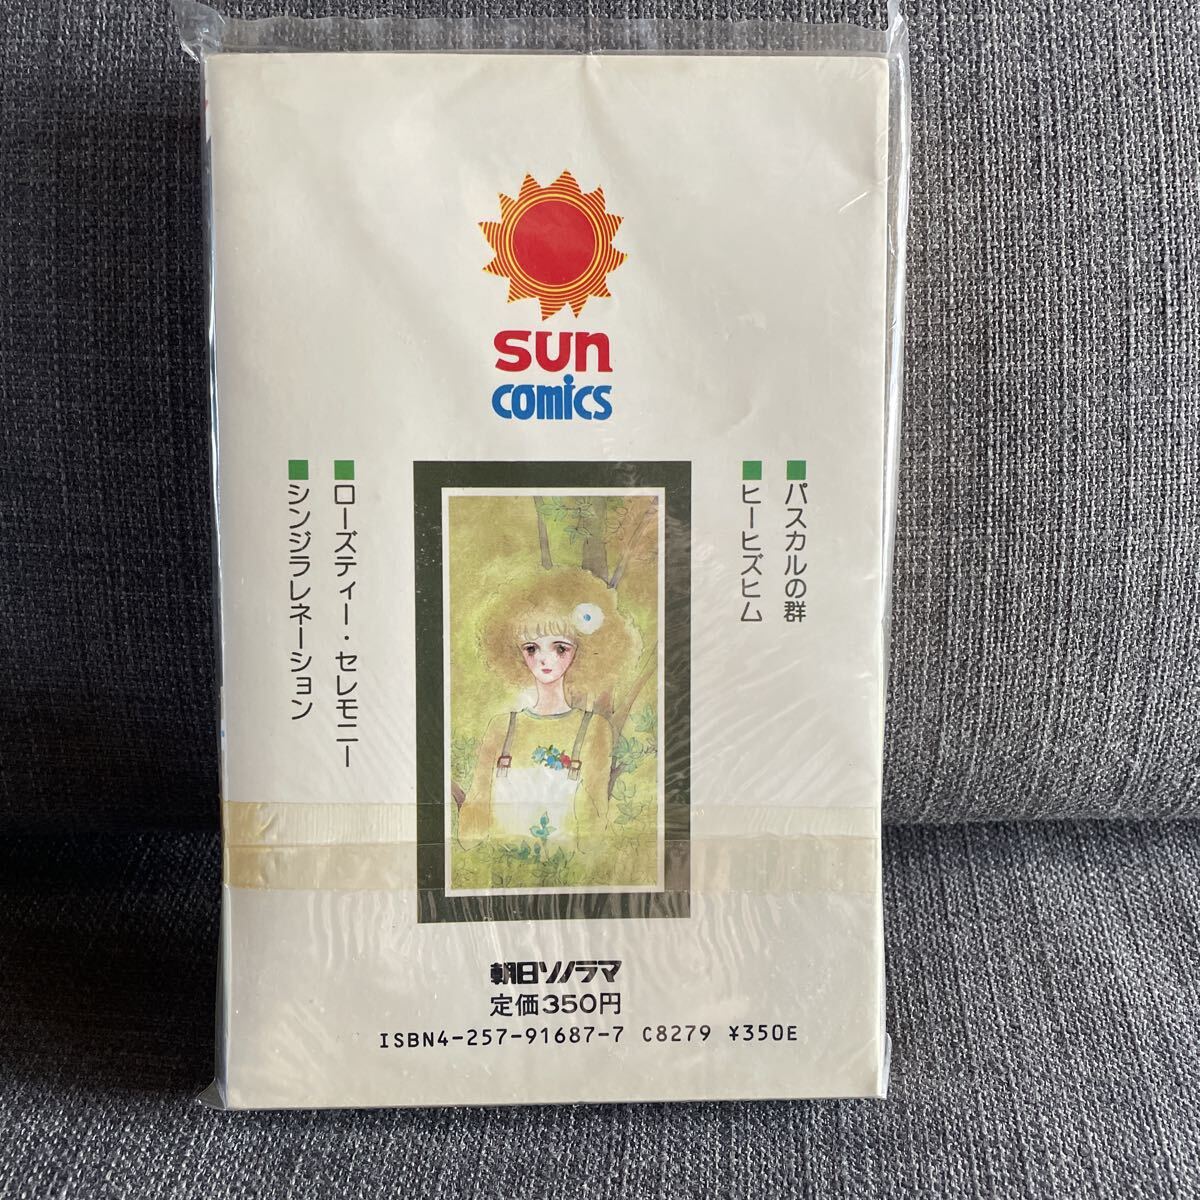 sun
comics
■パスカルの群
■ヒーヒズヒム
■ローズティー・セレモニー
■シンジラレネーション
朝日ソノラマ
定価350円
ISBN4-257-91687-7 C8279 ¥350E